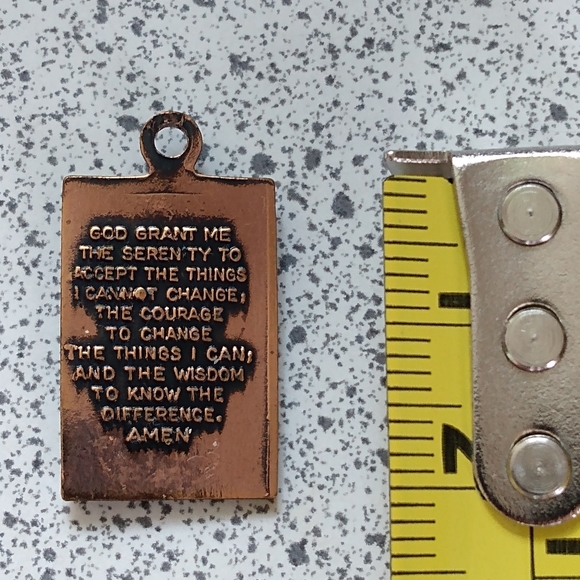 GOD GRANT ME
THE SERENITY TO
ACCEPT THE THINGS
I CANNOT CHANGE;
THE COURAGE
TO CHANGE
THE THINGS I CAN;
AND THE WISDOM
TO KNOW THE
DIFFERENCE.
AMEN
2